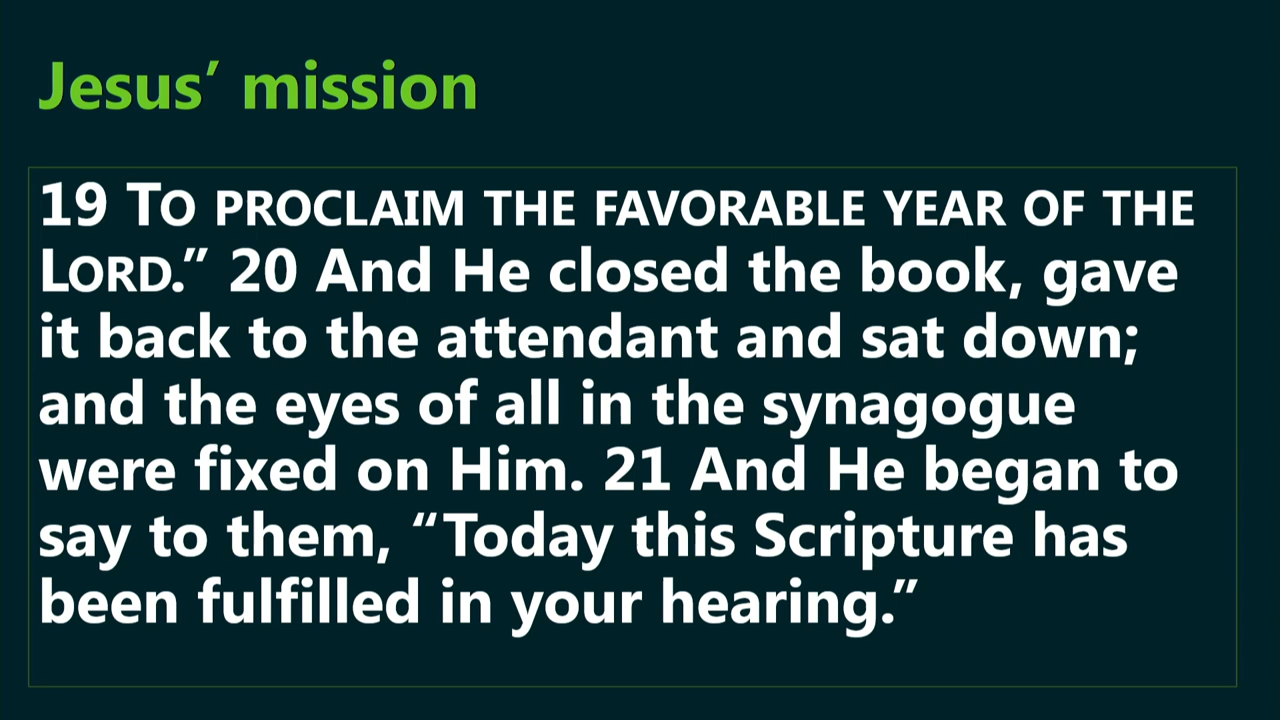 Jesus’ mission
19 To PROCLAIM THE FAVORABLE YEAR OF THE
LORD.” 20 And He closed the book, gave
it back to the attendant and sat down;
and the eyes of all in the synagogue
were fixed on Him. 21 And He began to
say to them, “Today this Scripture has
been fulfilled in your hearing.”